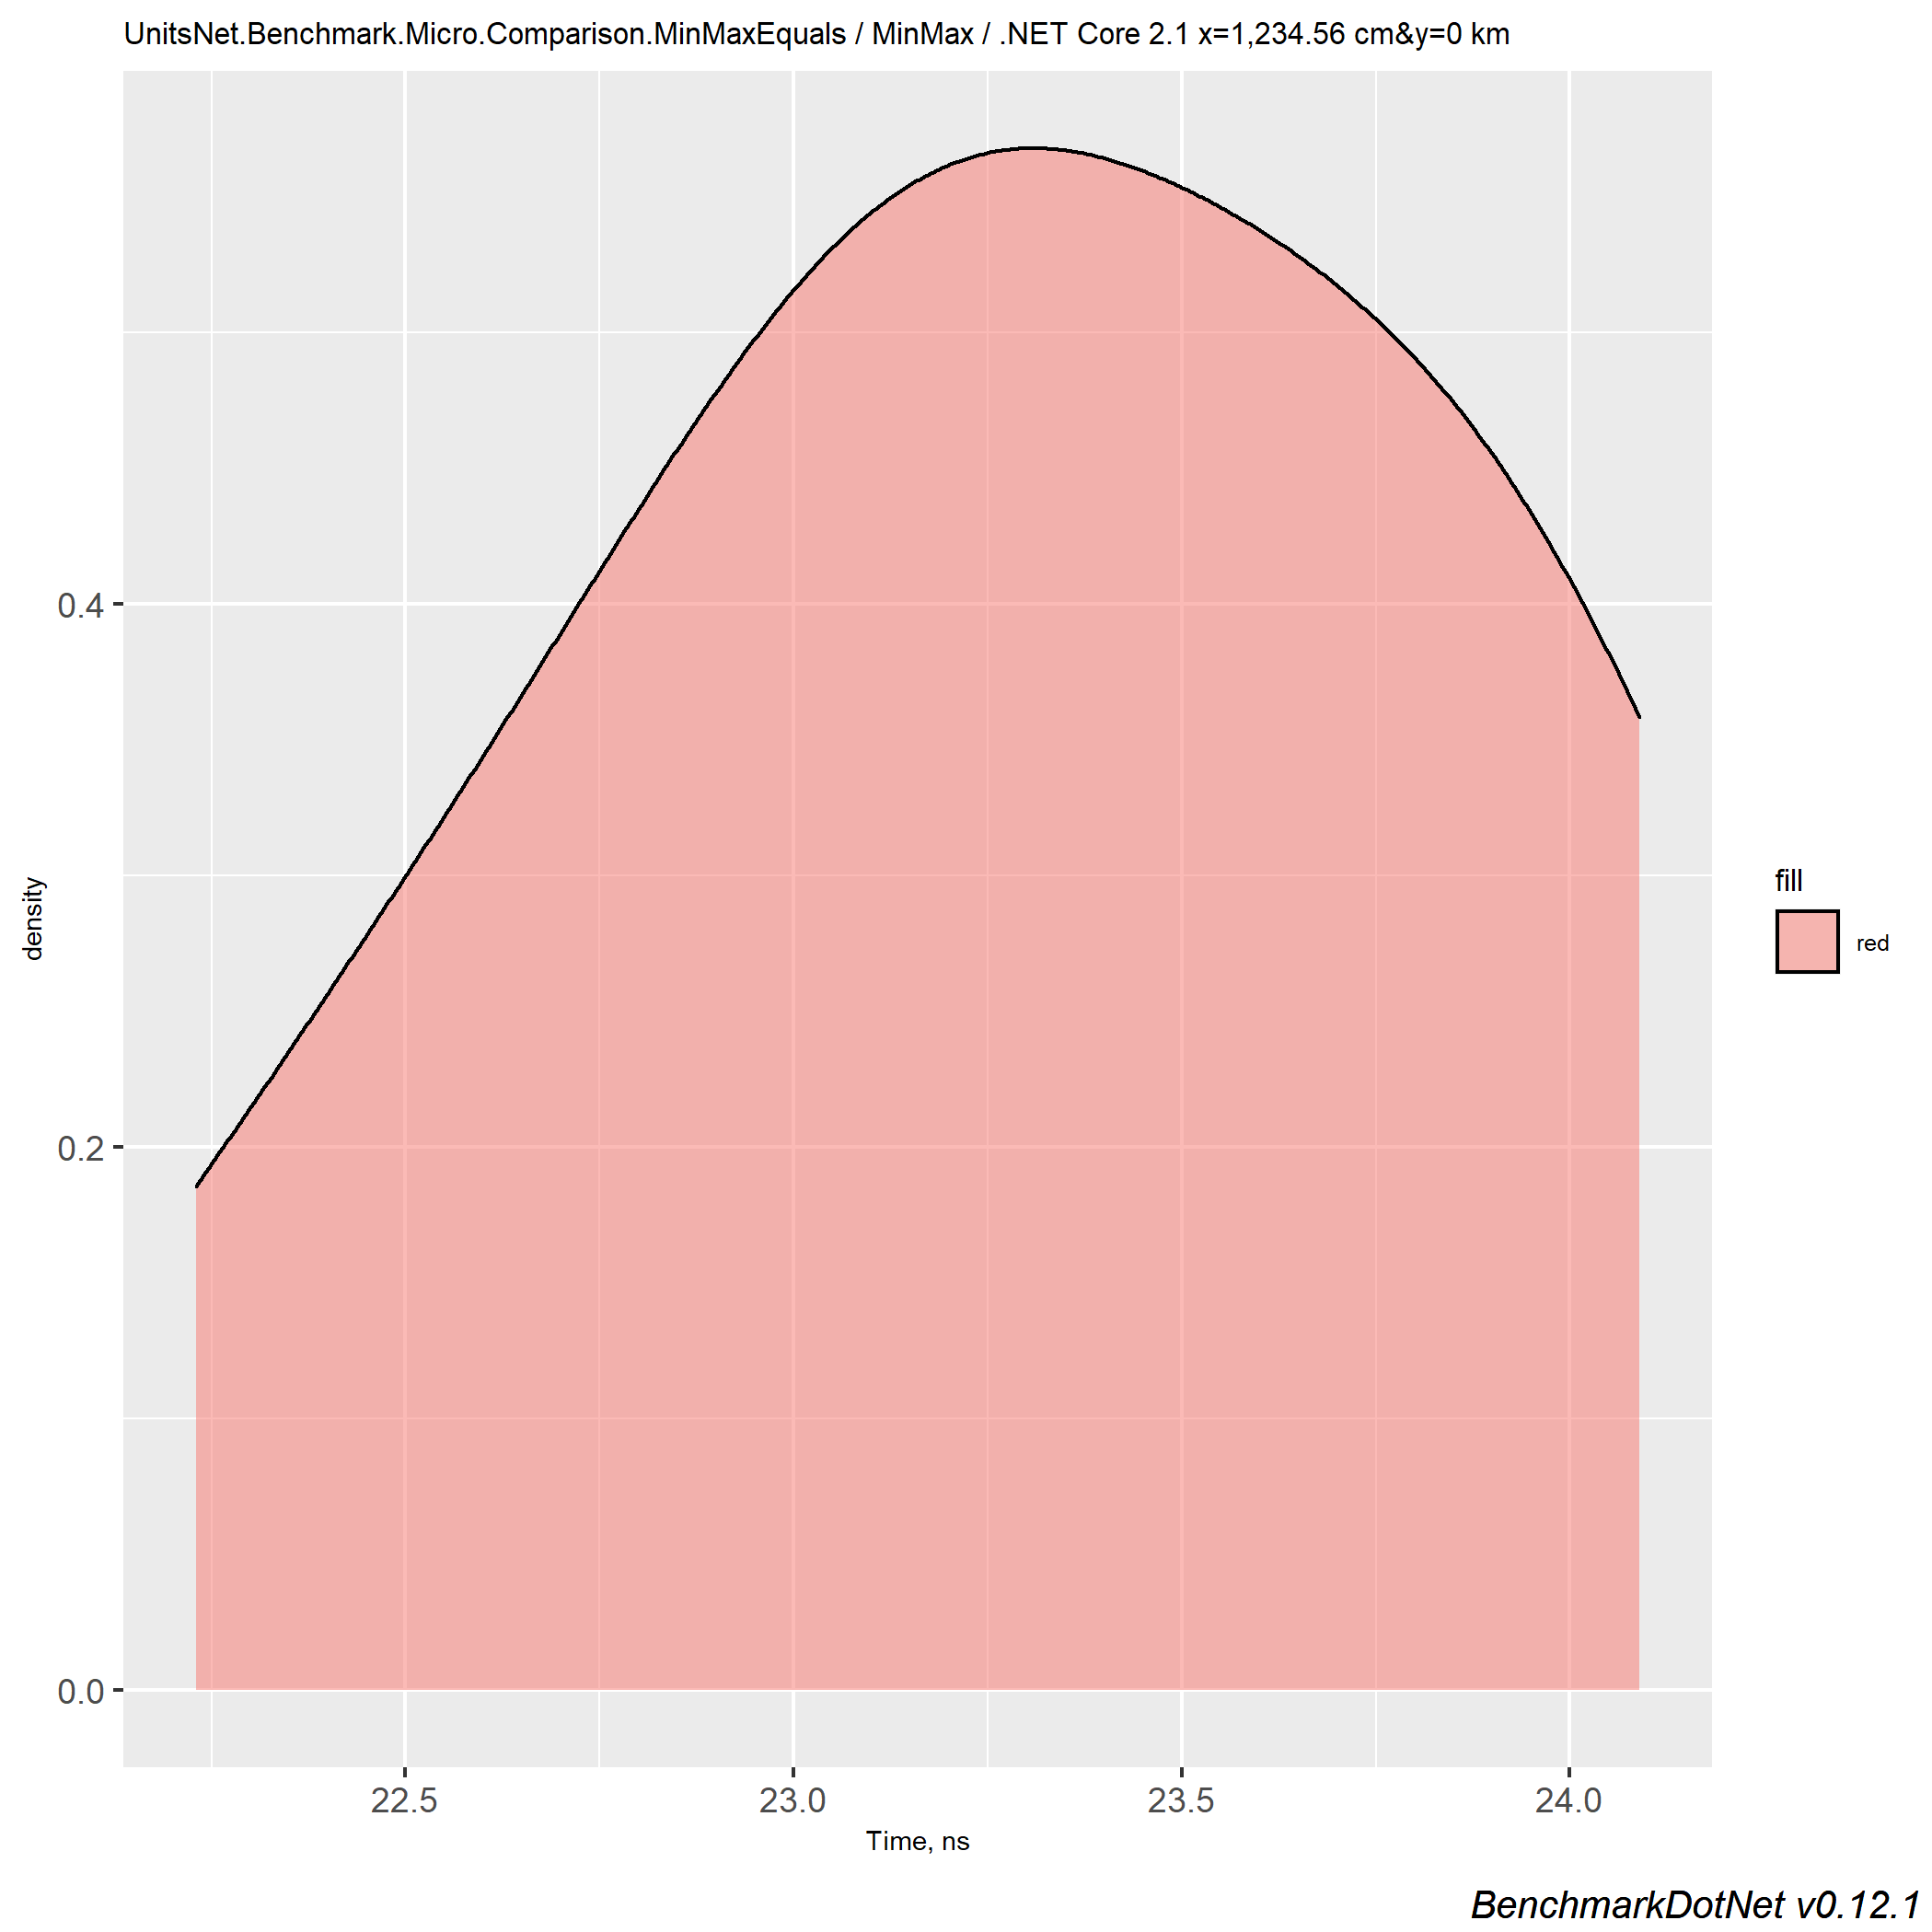 UnitsNet.Benchmark.Micro.Comparison.MinMaxEquals / MinMax / .NET Core 2.1 x=1,234.56 cm&y=0 km
0.4
0.2
0.0
density
22.5 23.0 23.5 24.0
Time, ns
fill
red
BenchmarkDotNet v0.12.1